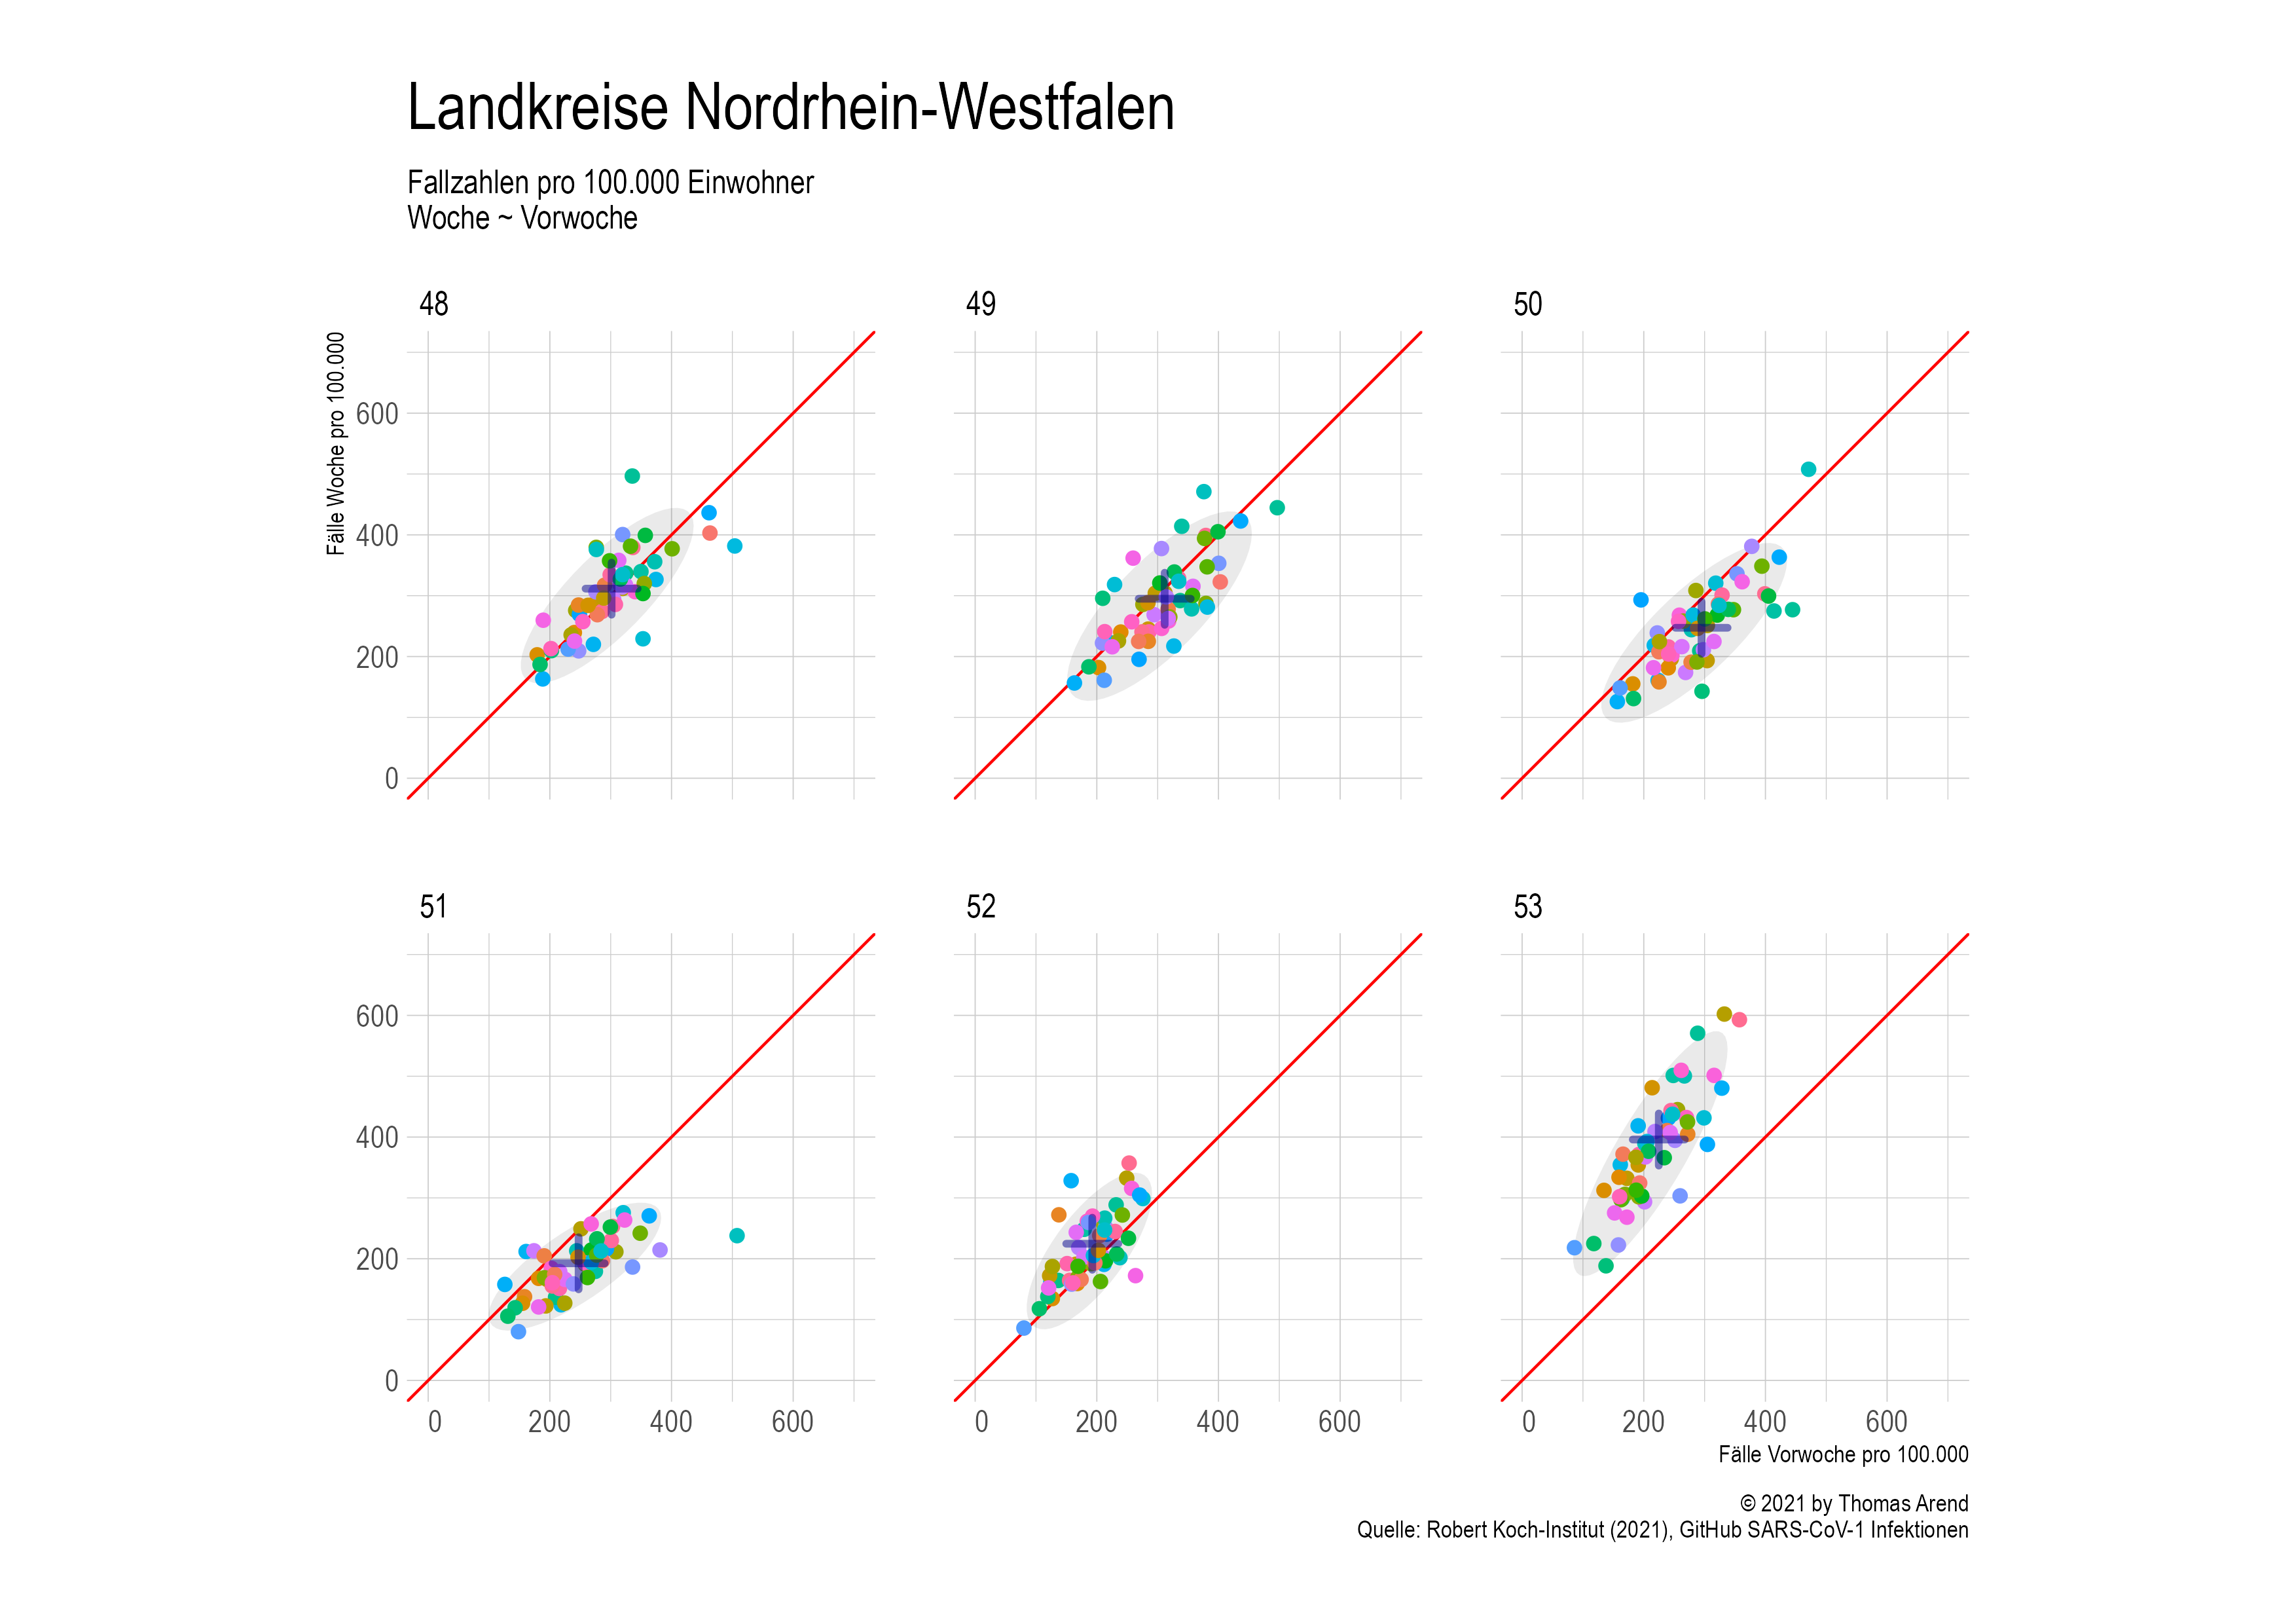 Landkreise Nordrhein-Westfalen
Fallzahlen pro 100.000 Einwohner
Woche ~ Vorwoche
48
49
50
Fälle Woche pro 100.000
600
400
200
0
51
52
53
600
400
200
0
0 200 400 600
0 200 400 600
0 200 400 600
Fälle Vorwoche pro 100.000
© 2021 by Thomas Arend
Quelle: Robert Koch-Institut (2021), GitHub SARS-CoV-1 Infektionen